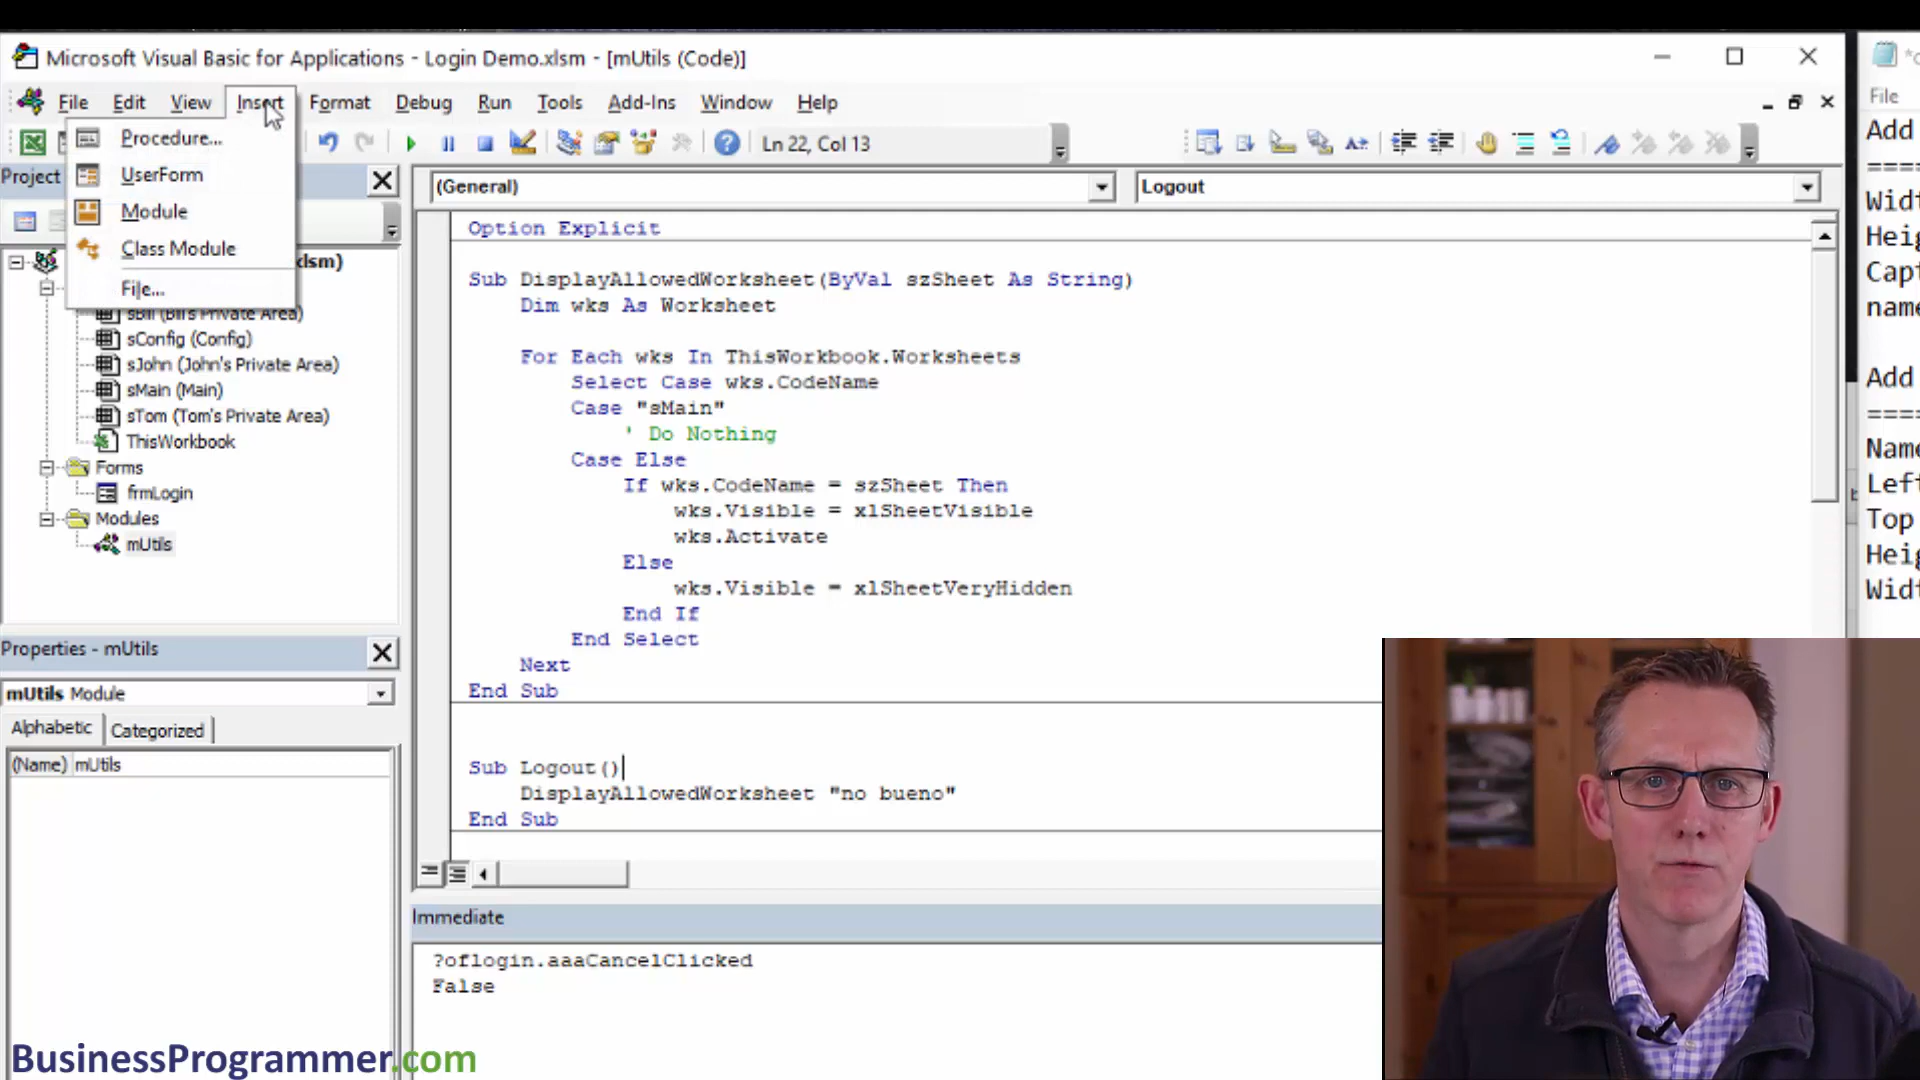 Microsoft Visual Basic for Applications - Login Demo.xlsm - [mUtils (Code)]
File Edit View Insert Format Debug Run Tools Add-Ins Window Help
Procedure...
UserForm
Module
Class Module
File...
Ln 22, Col 13
Project
(General)
Logout
sBill (Bill's Private Area)
sConfig (Config)
sJohn (John's Private Area)
sMain (Main)
sTom (Tom's Private Area)
ThisWorkbook
Forms
frmLogin
Modules
mUtils
Properties - mUtils
mUtils Module
Alphabetic Categorized
(Name) mUtils
Option Explicit
Sub DisplayAllowedWorksheet(ByVal szSheet As String)
Dim wks As Worksheet
For Each wks In ThisWorkbook.Worksheets
Select Case wks.CodeName
Case "sMain"
' Do Nothing
Case Else
If wks.CodeName = szSheet Then
wks.Visible = xlSheetVisible
wks.Activate
Else
wks.Visible = xlSheetVeryHidden
End If
End Select
Next
End Sub
Sub Logout()
DisplayAllowedWorksheet "no bueno"
End Sub
Immediate
?oflogin.aaaCancelClicked
False
File
Add
====
Name
Top
BusinessProgrammer.com